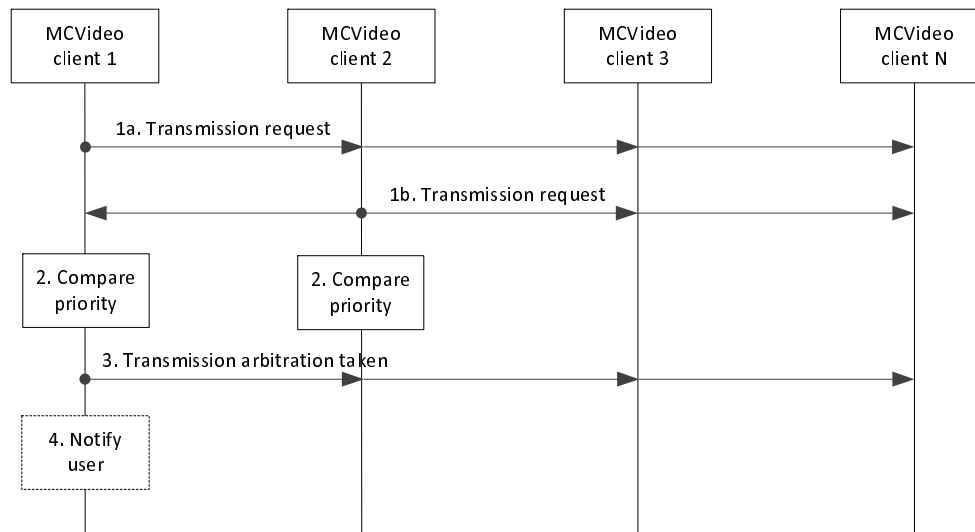 MCVideo
client 1
MCVideo
client 2
MCVideo
client 3
MCVideo
client N
1a. Transmission request
1b. Transmission request
2. Compare
priority
2. Compare
priority
3. Transmission arbitration taken
4. Notify
user